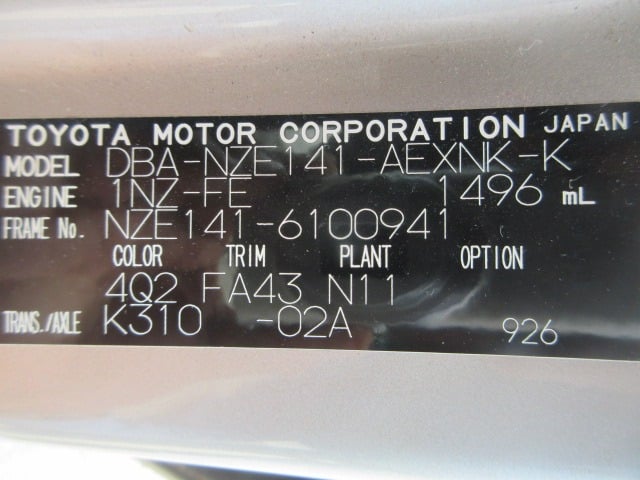 TOYOTA MOTOR CORPORATION JAPAN
MODEL DBA-NZE141-AEXNK-K
ENGINE 1NZ-FE 1496 mL
FRAME No. NZE141-6100941
COLOR TRIM PLANT OPTION
4Q2 FA43 N11
TRANS./AXLE K310 -02A 926